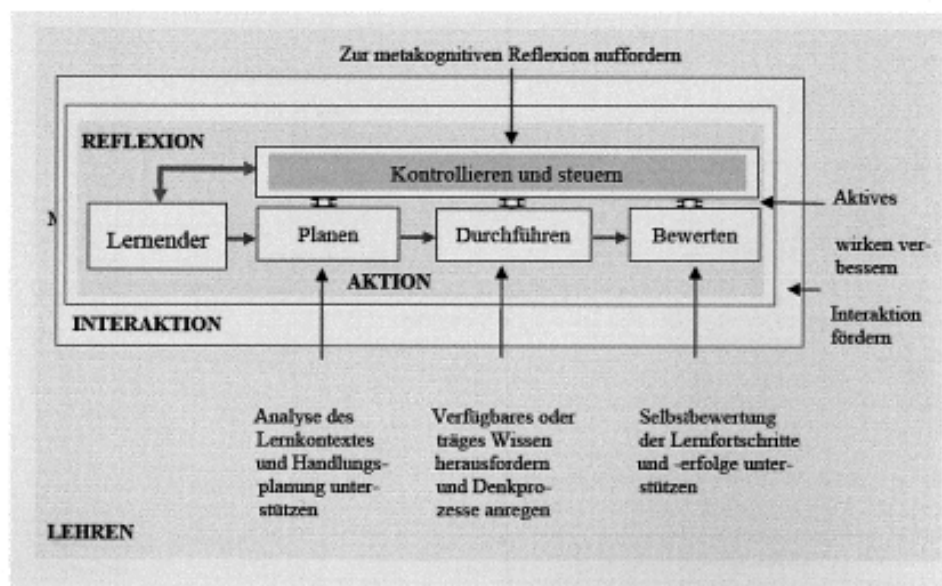 Zur metakognitiven Reflexion auffordern
REFLEXION
Kontrollieren und steuern
Lernender
Planen
Durchführen
Bewerten
AKTION
INTERAKTION
Aktives
wirken ver-
bessern
Interaktion
fördern
Analyse des
Lernkontextes
und Handlungs-
planung unter-
stützen
Verfügbares oder
träges Wissen
herausfordern
und Denkpro-
zesse anregen
Selbstbewertung
der Lernfortschritte
und -erfolge unter-
stützen
LEHREN